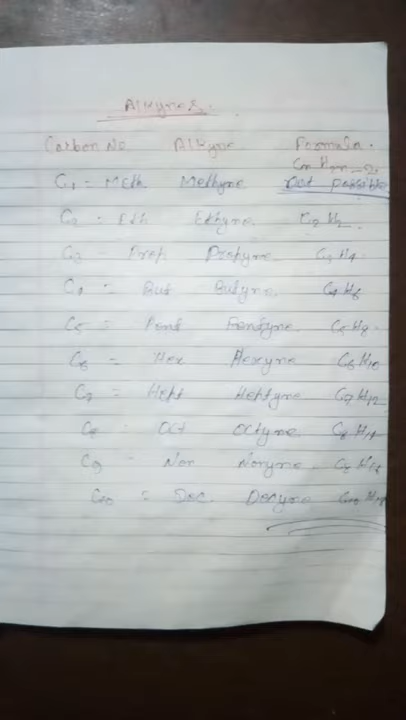 Alkynes.
Carbon No Alkyne Formula.
CnH2n-2.
C1 = Meth Methyne not possible
C2 = Eth Ethyne C2H2.
C3 = Prop Propyne C3H4.
C4 = But Butyne C4H6
C5 = Pent Pentyne C5H8.
C6 = Hex Hexyne C6H10
C7 = Hept Heptyne C7H12
C8 = Oct Octyne C8H14
C9 Non Nonyne
C10 = Dec. Decyne C10H18